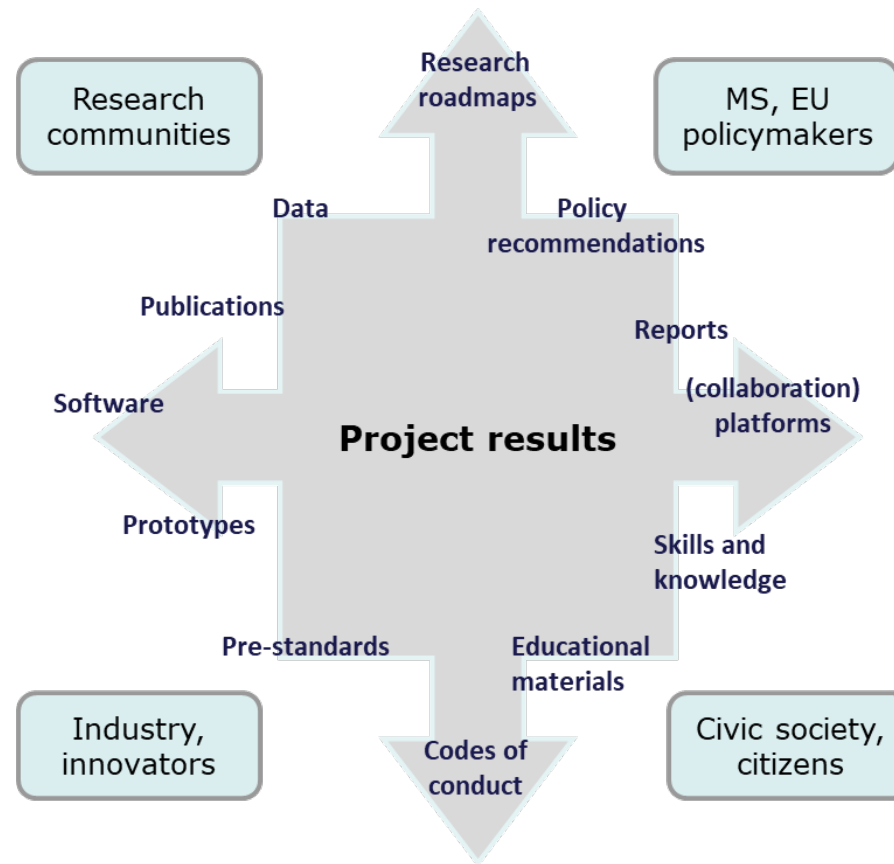 Research
roadmaps
Research
communities
MS, EU
policymakers
Data
Policy
recommendations
Publications
Reports
Software
(collaboration)
platforms
Project results
Prototypes
Skills and
knowledge
Pre-standards
Educational
materials
Industry,
innovators
Codes of
conduct
Civic society,
citizens